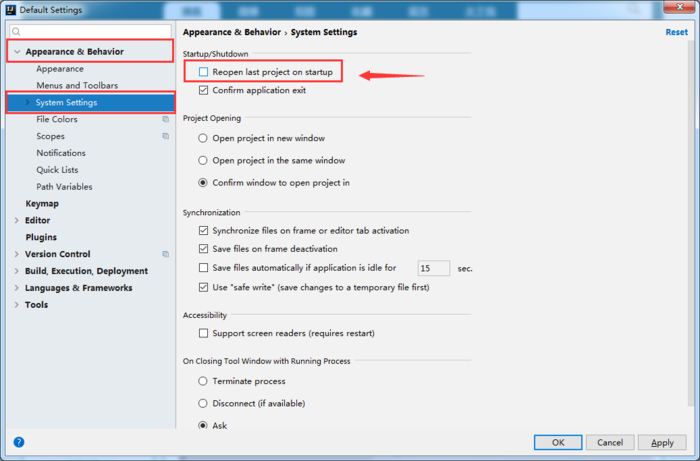 Default Settings
Appearance & Behavior
Appearance
Menus and Toolbars
System Settings
File Colors
Scopes
Notifications
Quick Lists
Path Variables
Keymap
Editor
Plugins
Version Control
Build, Execution, Deployment
Languages & Frameworks
Tools
Appearance & Behavior › System Settings
Reset
Startup/Shutdown
Reopen last project on startup
Confirm application exit
Project Opening
Open project in new window
Open project in the same window
Confirm window to open project in
Synchronization
Synchronize files on frame or editor tab activation
Save files on frame deactivation
Save files automatically if application is idle for 15 sec.
Use "safe write" (save changes to a temporary file first)
Accessibility
Support screen readers (requires restart)
On Closing Tool Window with Running Process
Terminate process
Disconnect (if available)
Ask
?
OK Cancel Apply